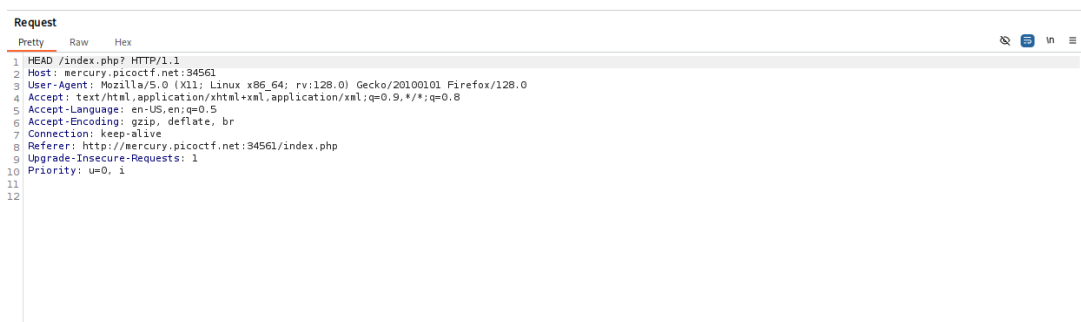 Request
Pretty Raw Hex \n
1 HEAD /index.php? HTTP/1.1
2 Host: mercury.picoctf.net:34561
3 User-Agent: Mozilla/5.0 (X11; Linux x86_64; rv:128.0) Gecko/20100101 Firefox/128.0
4 Accept: text/html,application/xhtml+xml,application/xml;q=0.9,*/*;q=0.8
5 Accept-Language: en-US,en;q=0.5
6 Accept-Encoding: gzip, deflate, br
7 Connection: keep-alive
8 Referer: http://mercury.picoctf.net:34561/index.php
9 Upgrade-Insecure-Requests: 1
10 Priority: u=0, i
11
12